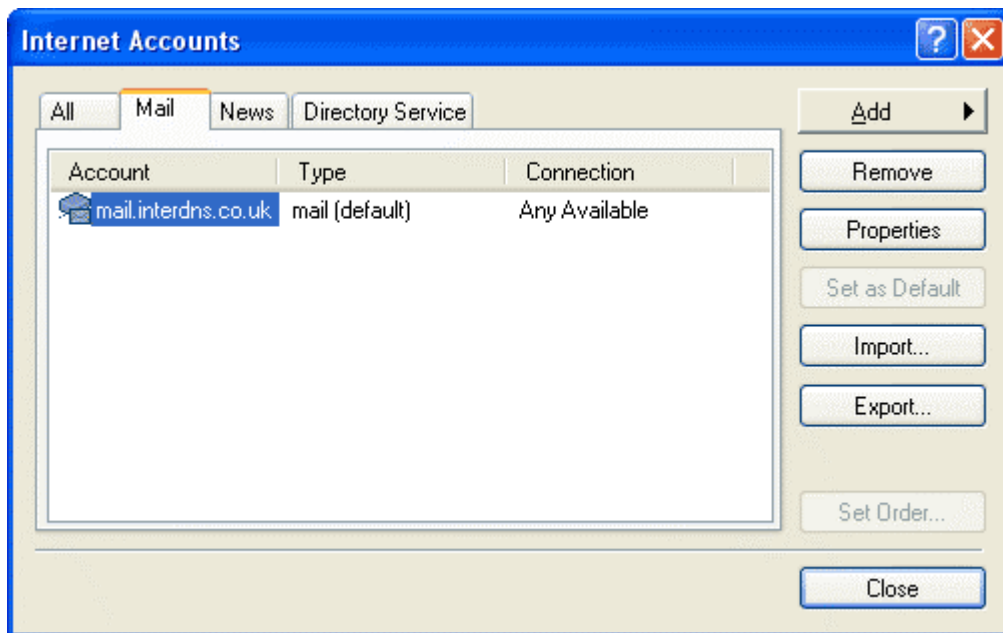 Internet Accounts
All Mail News Directory Service
Account Type Connection
mail.interdns.co.uk mail (default) Any Available
Add
Remove
Properties
Set as Default
Import...
Export...
Set Order...
Close